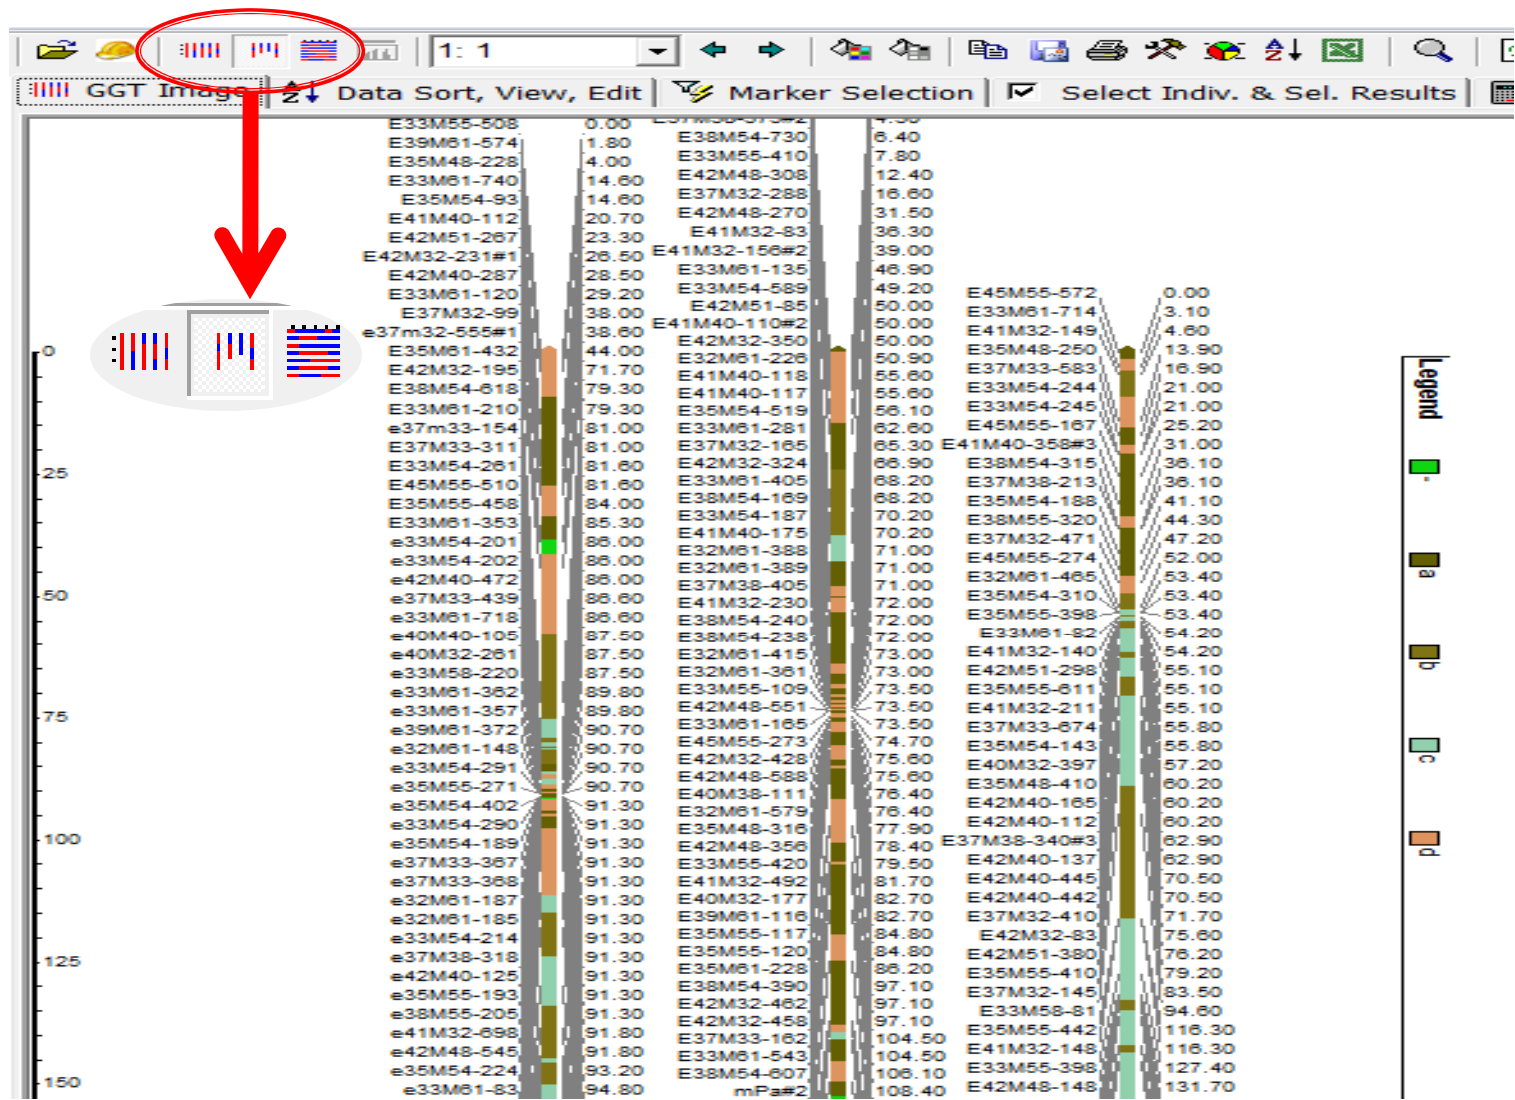 1: 1
GGT Image
Data Sort, View, Edit
Marker Selection
Select Indiv. & Sel. Results
E33M55-508 0.00
E39M61-574 1.80
E35M48-228 4.00
E33M61-740 14.60
E35M54-93 14.60
E41M40-112 20.70
E42M51-267 23.30
E42M32-231#1 26.50
E42M40-287 28.50
E33M61-120 29.20
E37M32-99 38.00
e37m32-555#1 38.60
E35M61-432 44.00
E42M32-195 71.70
E38M54-618 79.30
E33M61-210 79.30
e37m33-154 81.00
E37M33-311 81.00
E33M54-261 81.60
E45M55-510 81.60
E35M55-458 84.00
E33M61-353 85.30
e33M54-201 86.00
e33M54-202 86.00
e42M40-472 86.00
e37M33-439 86.60
e33M61-718 86.60
e40M40-105 87.50
e40M32-261 87.50
e33M58-220 87.50
e33M61-362 89.80
e33M61-357 89.80
e39M61-372 90.70
e32M61-148 90.70
e33M54-291 90.70
e35M55-271 90.70
e35M54-402 91.30
e33M54-290 91.30
e35M54-189 91.30
e37M33-367 91.30
e37M33-368 91.30
e32M61-187 91.30
e32M61-185 91.30
e33M54-214 91.30
e37M38-318 91.30
e42M40-125 91.30
e35M55-193 91.30
e38M55-205 91.30
e41M32-698 91.80
e42M48-545 91.80
e35M54-224 93.20
e33M61-83 94.80
E38M54-730 6.40
E33M55-410 7.80
E42M48-308 12.40
E37M32-288 16.60
E42M48-270 31.50
E41M32-83 36.30
E41M32-156#2 39.00
E33M61-135 46.90
E33M54-589 49.20
E42M51-85 50.00
E41M40-110#2 50.00
E42M32-350 50.00
E32M61-226 50.90
E41M40-118 55.60
E41M40-117 55.60
E35M54-519 56.10
E33M61-281 62.60
E37M32-165 65.30
E42M32-324 66.90
E33M61-405 68.20
E38M54-169 68.20
E33M54-187 70.20
E41M40-175 70.20
E32M61-388 71.00
E32M61-389 71.00
E37M38-405 71.00
E41M32-230 72.00
E38M54-240 72.00
E38M54-238 72.00
E32M61-415 73.00
E32M61-361 73.00
E33M55-109 73.50
E42M48-551 73.50
E33M61-165 73.50
E45M55-273 74.70
E42M32-428 75.60
E42M48-588 75.60
E40M38-111 76.40
E32M61-579 76.40
E35M48-316 77.90
E42M48-356 78.40
E33M55-420 79.50
E41M32-492 81.70
E40M32-177 82.70
E39M61-116 82.70
E35M55-117 84.80
E35M55-120 84.80
E35M61-228 86.20
E38M54-390 97.10
E42M32-462 97.10
E42M32-458 97.10
E37M33-162 104.50
E33M61-543 104.50
E38M54-607 106.10
mPa#2 108.40
E45M55-572 0.00
E33M61-714 3.10
E41M32-149 4.60
E35M48-250 13.90
E37M33-583 16.90
E33M54-244 21.00
E33M54-245 21.00
E45M55-167 25.20
E41M40-358#3 31.00
E38M54-315 36.10
E37M38-213 36.10
E35M54-188 41.10
E38M55-320 44.30
E37M32-471 47.20
E45M55-274 52.00
E32M61-465 53.40
E35M54-310 53.40
E35M55-398 53.40
E33M61-82 54.20
E41M32-140 54.20
E42M51-298 55.10
E35M55-611 55.10
E41M32-211 55.10
E37M33-674 55.80
E35M54-143 55.80
E40M32-397 57.20
E35M48-410 60.20
E42M40-165 60.20
E42M40-112 60.20
E37M38-340#3 62.90
E42M40-137 62.90
E42M40-445 70.50
E42M40-442 70.50
E37M32-410 71.70
E42M32-83 75.60
E42M51-380 76.20
E35M55-410 79.20
E37M32-145 83.50
E33M58-81 94.60
E35M55-442 116.30
E41M32-148 116.30
E33M55-398 127.40
E42M48-148 131.70
0
25
50
75
100
125
150
Legend
-
a
b
c
d